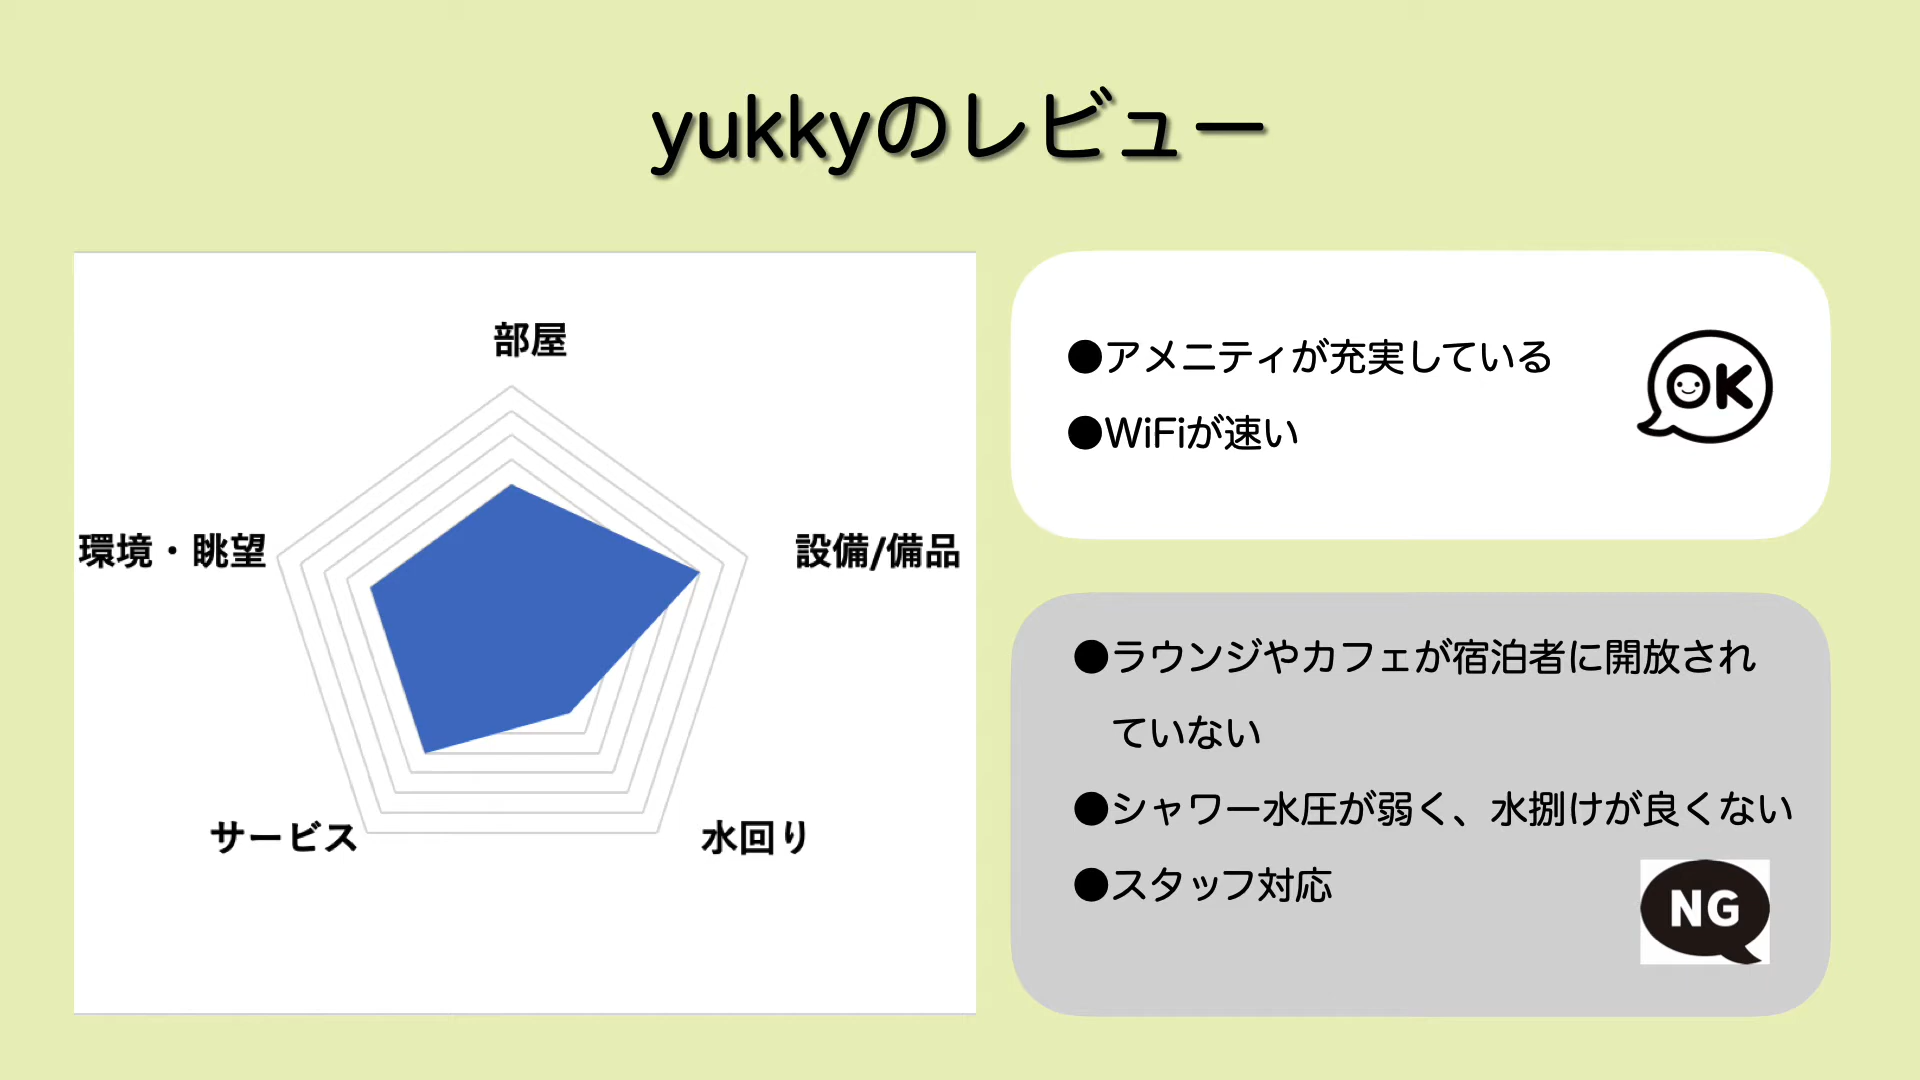 yukkyのレビュー
部屋
環境・眺望
設備/備品
サービス
水回り
●アメニティが充実している
●WiFiが速い
OK
●ラウンジやカフェが宿泊者に開放され
ていない
●シャワー水圧が弱く、水捌けが良くない
●スタッフ対応
NG